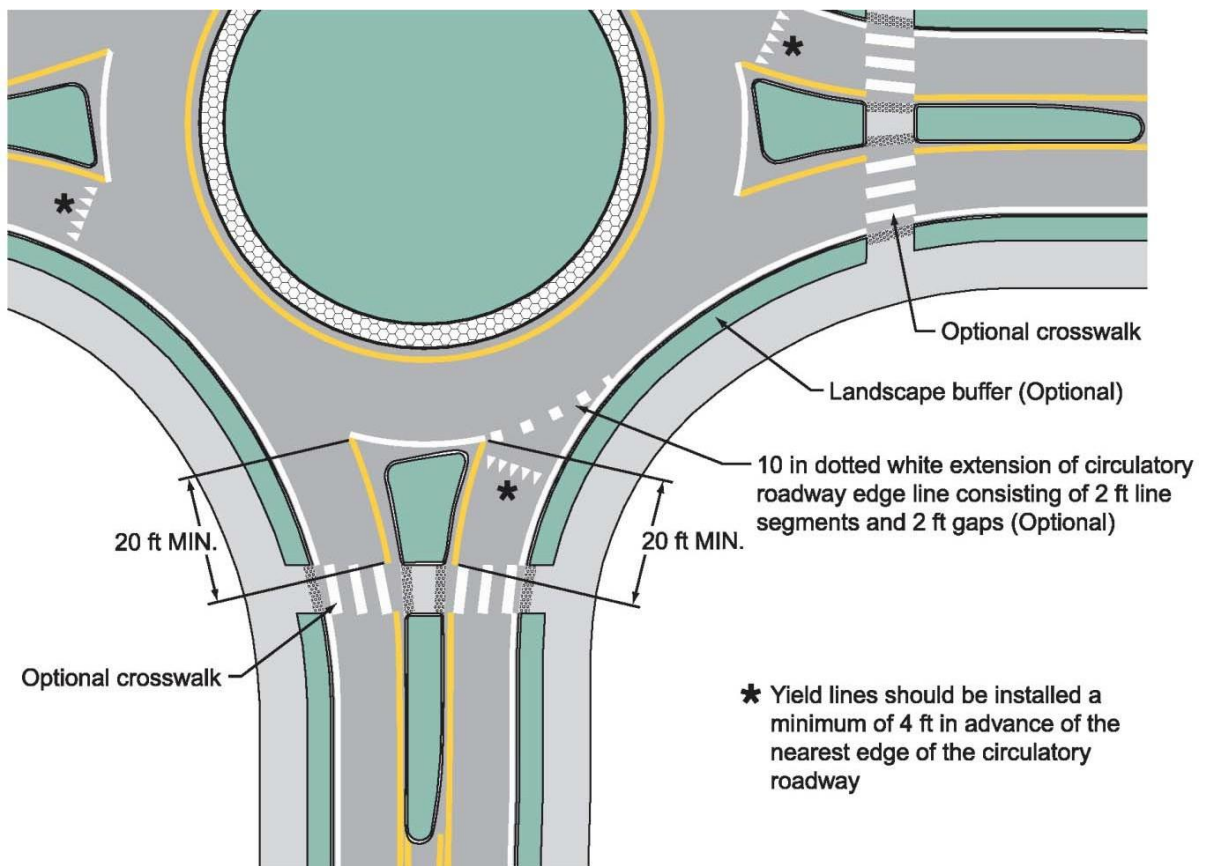 *
*
Optional crosswalk
Landscape buffer (Optional)
10 in dotted white extension of circulatory
roadway edge line consisting of 2 ft line
segments and 2 ft gaps (Optional)
*
20 ft MIN.
20 ft MIN.
Optional crosswalk
* Yield lines should be installed a
minimum of 4 ft in advance of the
nearest edge of the circulatory
roadway